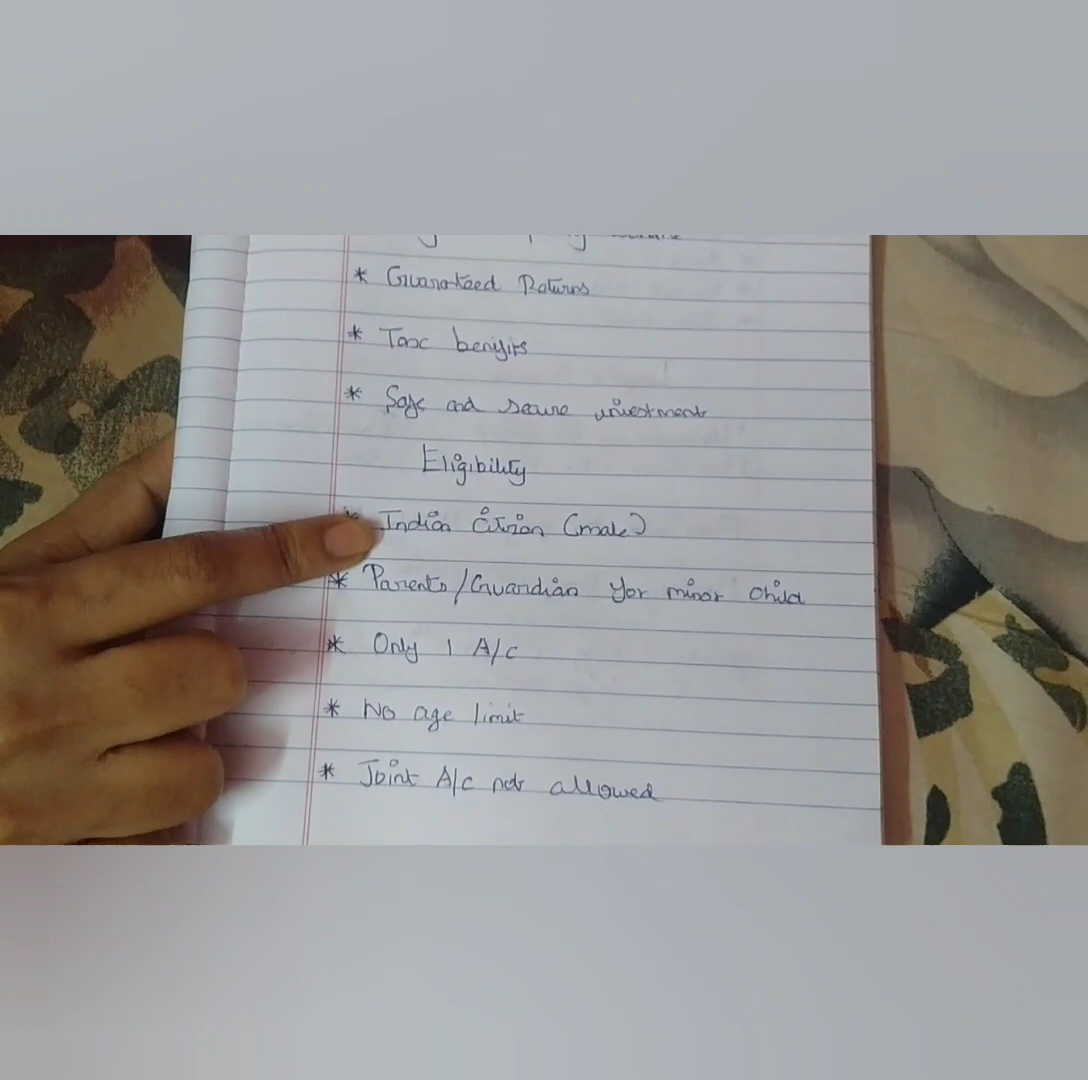 * Guaranteed Returns
* Tax benifits
* Safe and secure investment
Eligibility
* Indian Citizen (male)
* Parents/Guardian for minor child
* Only 1 A/c
* No age limit
* Joint A/c not allowed